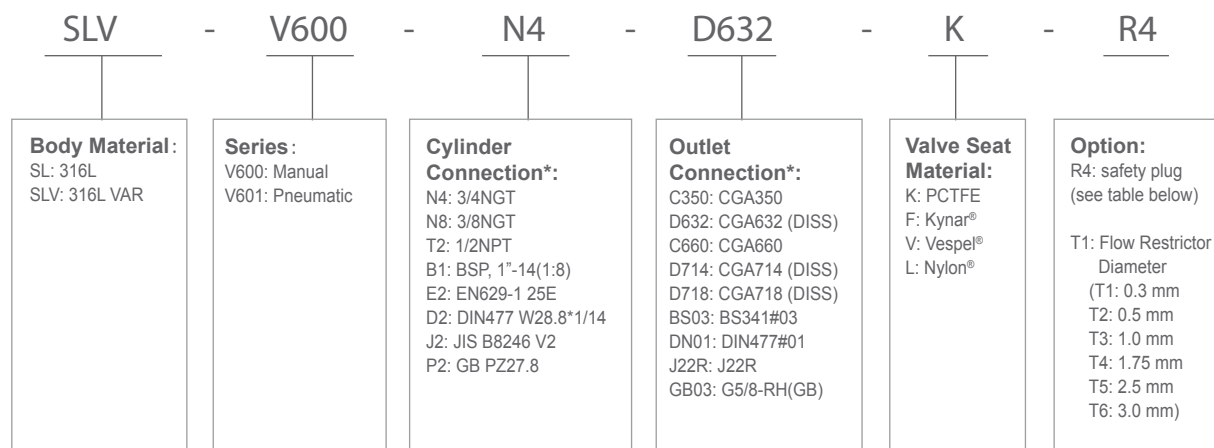 SLV - V600 - N4 - D632 - K - R4
Body Material:
SL: 316L
SLV: 316L VAR
Series:
V600: Manual
V601: Pneumatic
Cylinder
Connection*:
N4: 3/4NGT
N8: 3/8NGT
T2: 1/2NPT
B1: BSP, 1”-14(1:8)
E2: EN629-1 25E
D2: DIN477 W28.8*1/14
J2: JIS B8246 V2
P2: GB PZ27.8
Outlet
Connection*:
C350: CGA350
D632: CGA632 (DISS)
C660: CGA660
D714: CGA714 (DISS)
D718: CGA718 (DISS)
BS03: BS341#03
DN01: DIN477#01
J22R: J22R
GB03: G5/8-RH(GB)
Valve Seat
Material:
K: PCTFE
F: Kynar®
V: Vespel®
L: Nylon®
Option:
R4: safety plug
(see table below)
T1: Flow Restrictor
Diameter
(T1: 0.3 mm
T2: 0.5 mm
T3: 1.0 mm
T4: 1.75 mm
T5: 2.5 mm
T6: 3.0 mm)